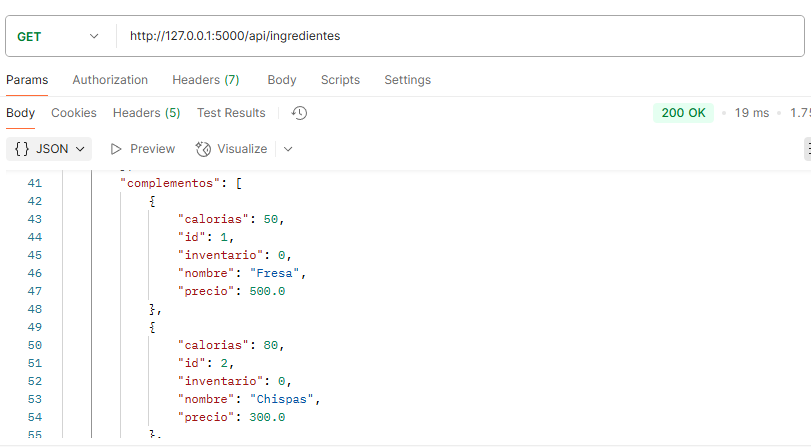 GET http://127.0.0.1:5000/api/ingredientes
Params Authorization Headers (7) Body Scripts Settings
Body Cookies Headers (5) Test Results 200 OK • 19 ms •
{} JSON Preview Visualize
41 "complementos": [
42 {
43 "calorias": 50,
44 "id": 1,
45 "inventario": 0,
46 "nombre": "Fresa",
47 "precio": 500.0
48 },
49 {
50 "calorias": 80,
51 "id": 2,
52 "inventario": 0,
53 "nombre": "Chispas",
54 "precio": 300.0
55 },